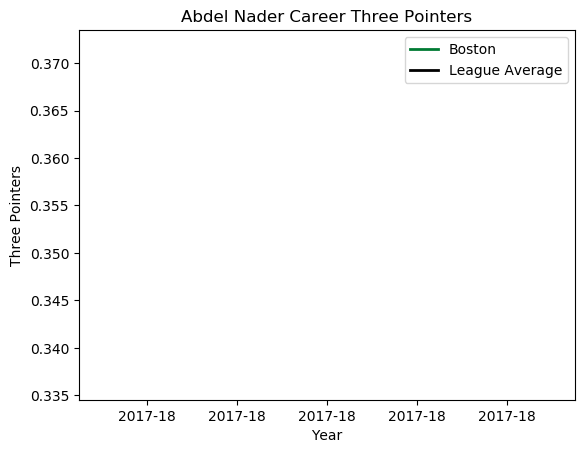 Abdel Nader Career Three Pointers
Boston
League Average
Three Pointers
0.370
0.365
0.360
0.355
0.350
0.345
0.340
0.335
2017-18 2017-18 2017-18 2017-18 2017-18
Year